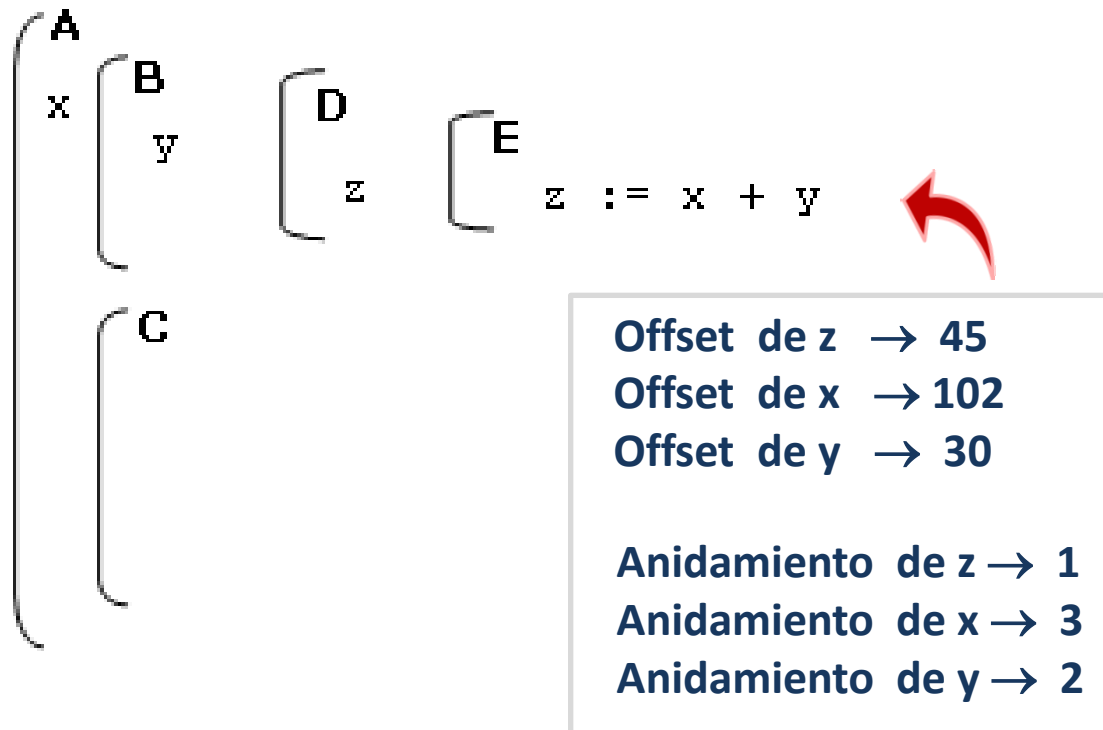 A
B
D
E
x
y
z
z := x + y
C
Offset de z → 45
Offset de x → 102
Offset de y → 30
Anidamiento de z → 1
Anidamiento de x → 3
Anidamiento de y → 2